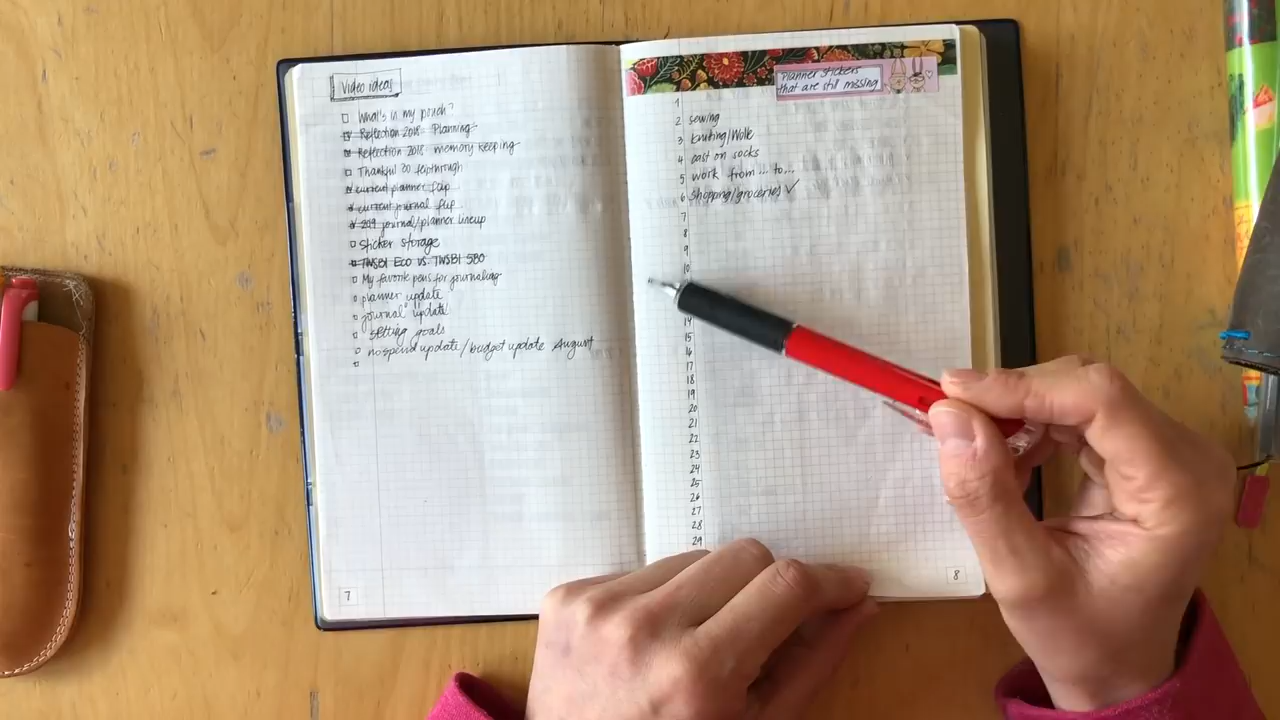 Video ideas
What's in my pouch?
Reflection 2018 - Planning
Reflection 2018 memory keeping
Thankful 30 flipthrough
current planner flip
current journal flip
2019 journal/planner lineup
Sticker storage
TWSBI Eco vs. TWSBI 580
My favorite pens for journaling
planner update
journal update
setting goals
no spend update/budget update August
7
Planner stickers
that are still missing
1
2 sewing
3 knitting/Wolle
4 cast on socks
5 work from ... to...
6 Shopping/groceries ✓
7
8
9
10
14
15
16
17
18
19
20
21
22
23
24
25
26
27
28
29
8